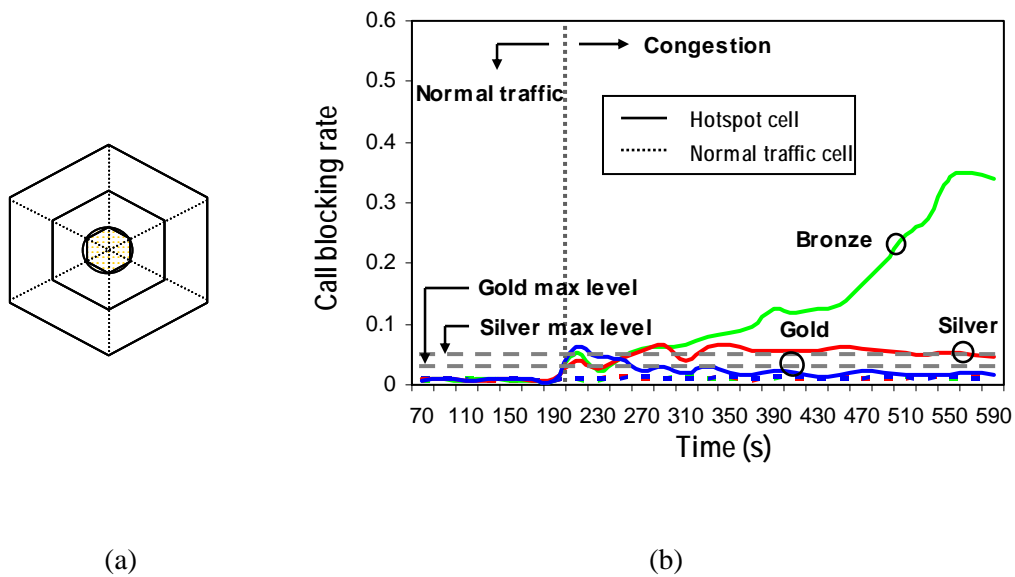 0.6
0.5
0.4
0.3
0.2
0.1
0
Call blocking rate
Congestion
Normal traffic
Hotspot cell
Normal traffic cell
Bronze
Gold max level
Silver max level
Gold
Silver
70 110 150 190 230 270 310 350 390 430 470 510 550 590
Time (s)
(a)
(b)